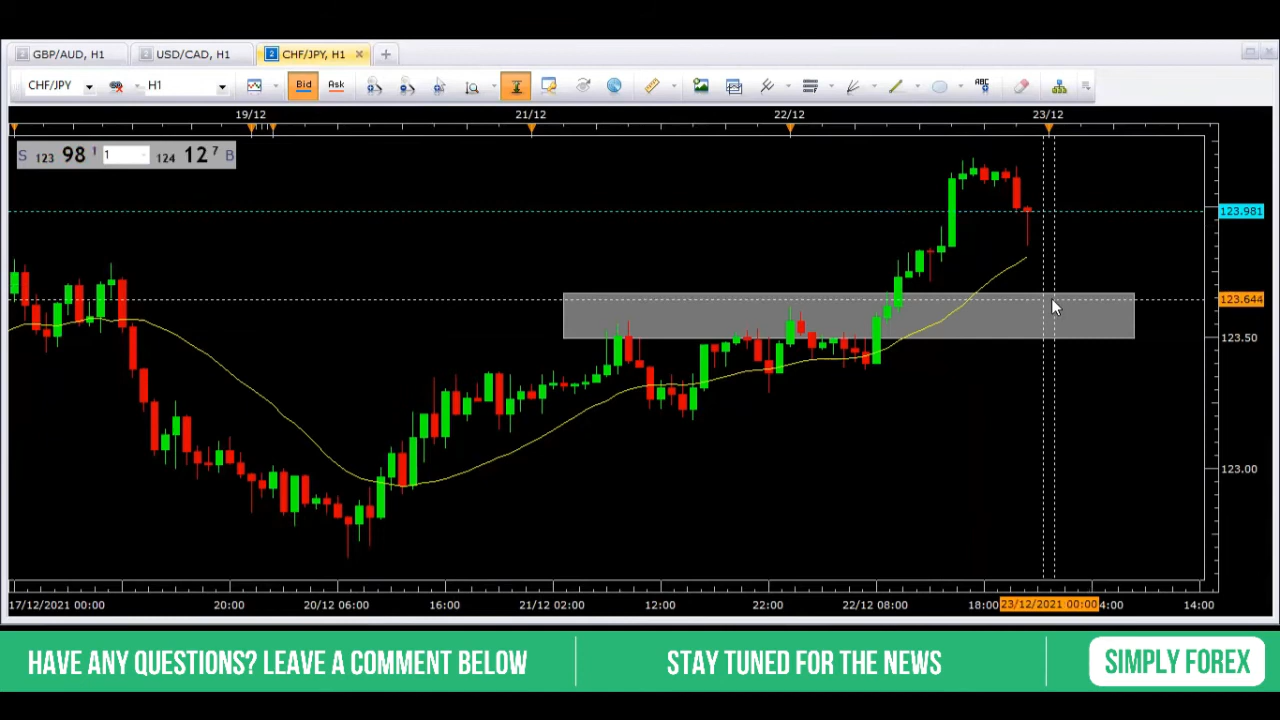 GBP/AUD, H1
USD/CAD, H1
CHF/JPY, H1
CHF/JPY
H1
Bid
Ask
ABC
19/12
21/12
22/12
23/12
S 123 98 1
1
124 12 7 B
123.981
123.644
123.50
123.00
17/12/2021 00:00
20:00
20/12 06:00
16:00
21/12 02:00
12:00
22:00
22/12 08:00
18:00
23/12/2021 00:00
4:00
14:00
HAVE ANY QUESTIONS? LEAVE A COMMENT BELOW
STAY TUNED FOR THE NEWS
SIMPLY FOREX